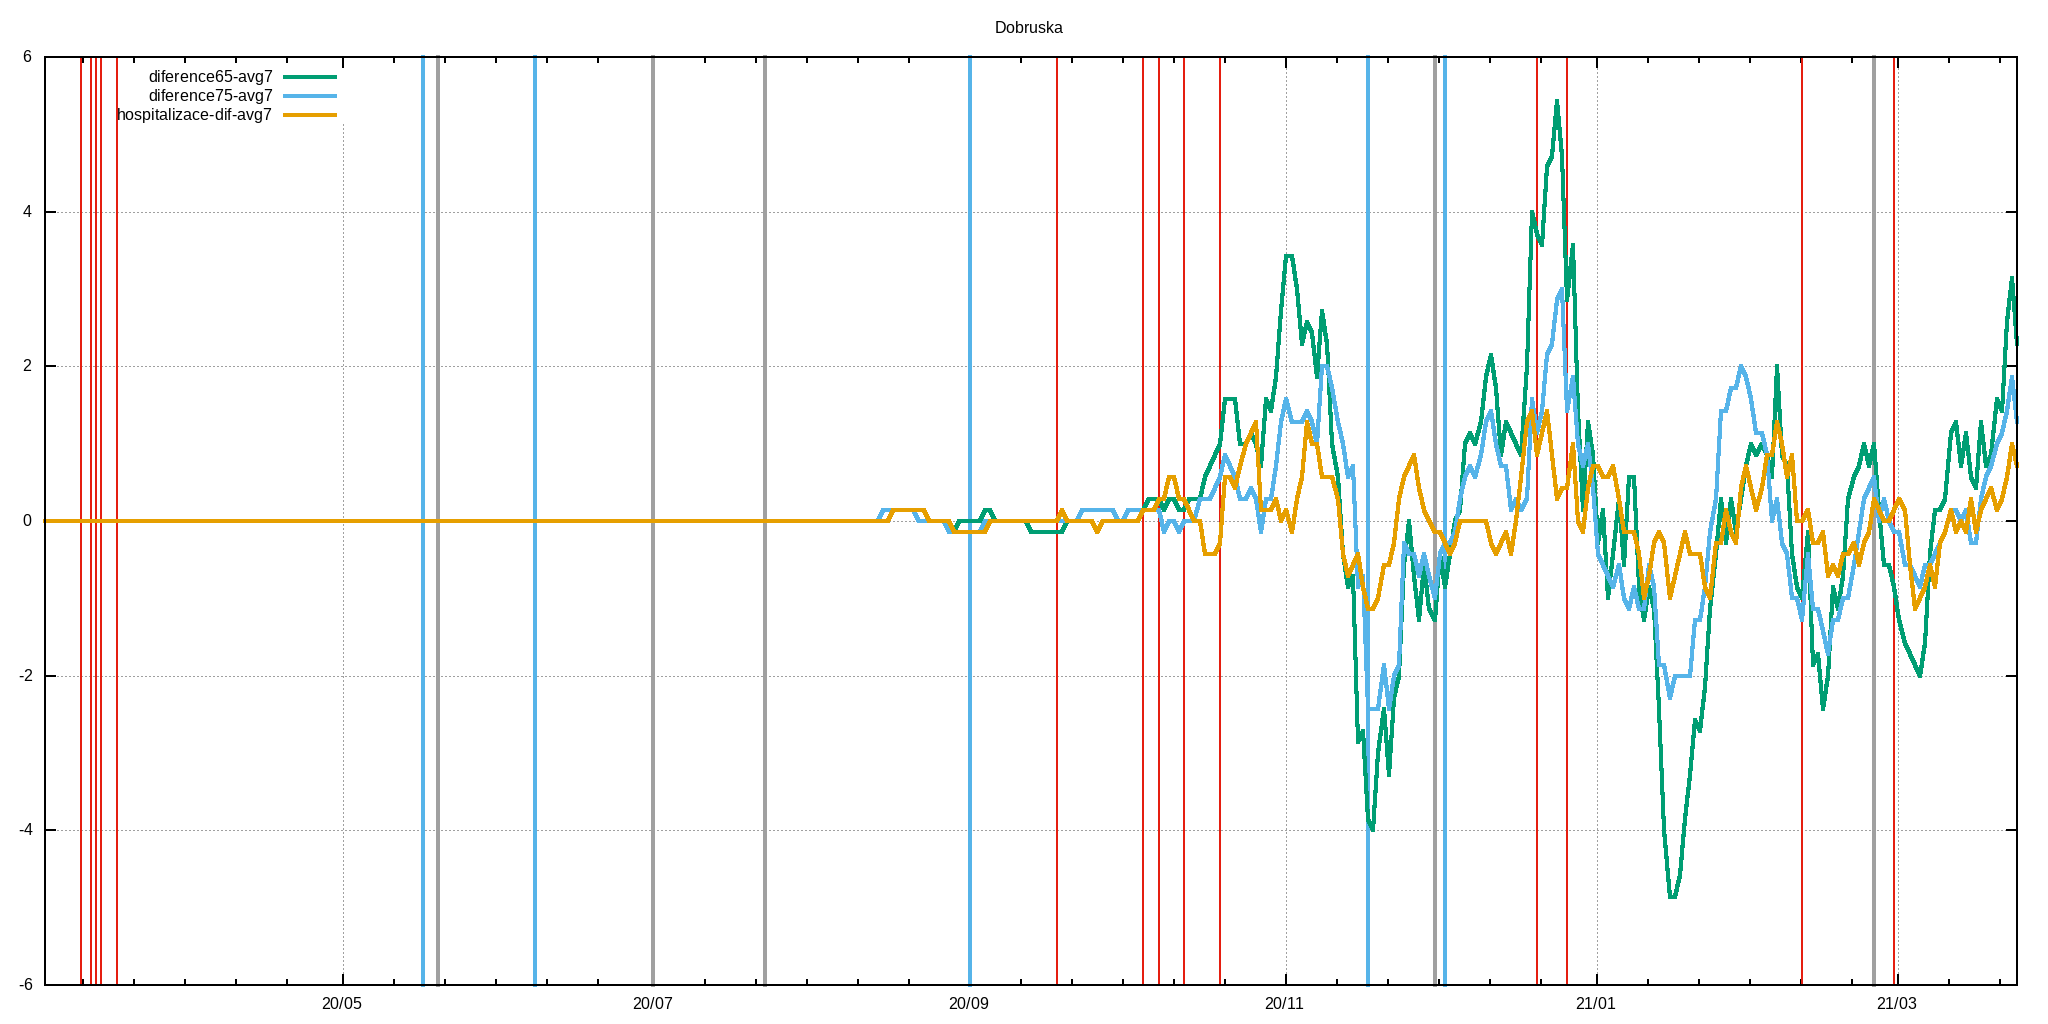 Dobruska
6
diference65-avg7
diference75-avg7
hospitalizace-dif-avg7
4
2
0
-2
-4
-6
20/05 20/07 20/09 20/11 21/01 21/03